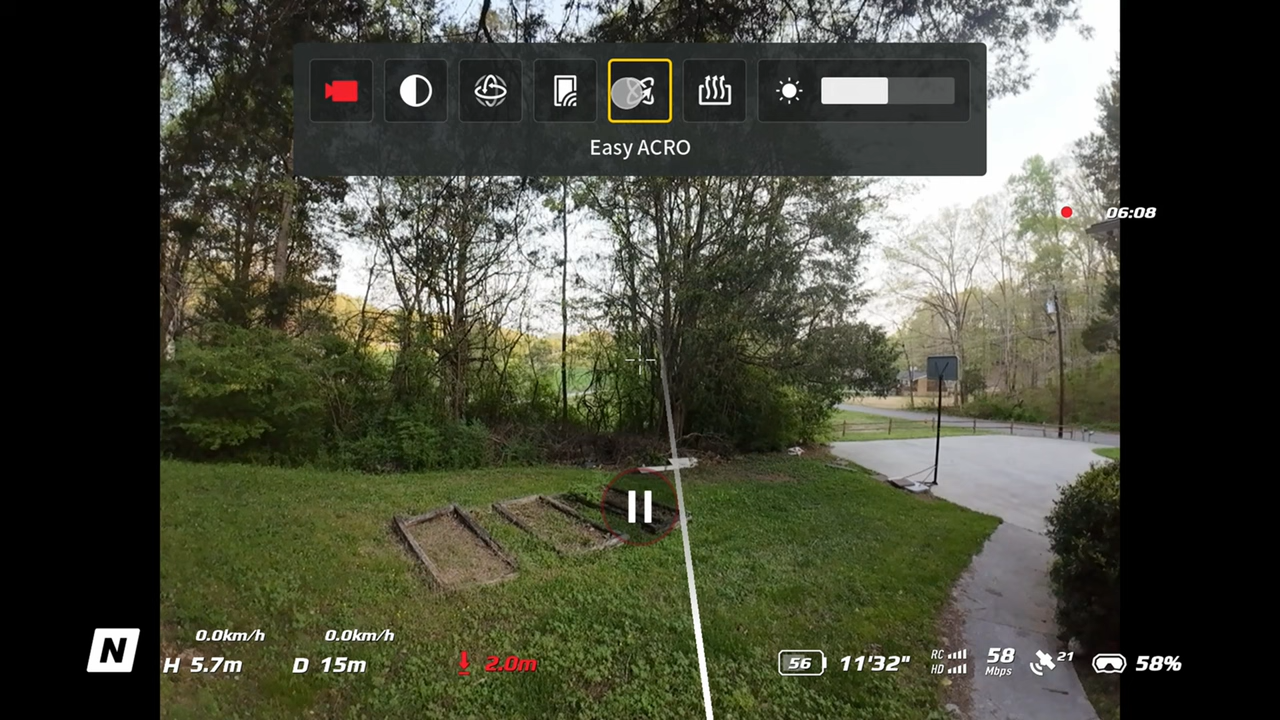 Easy ACRO
06:08
0.0km/h 0.0km/h
N H 5.7m D 15m 2.0m
56 11'32" RC HD 58 Mbps 21 58%